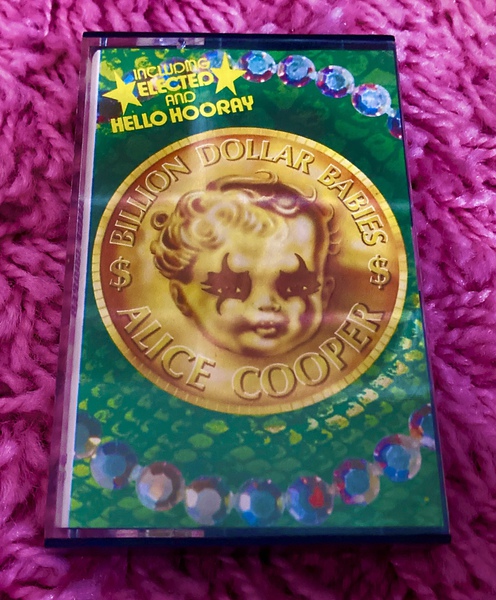 INCLUDING
ELECTED
AND
HELLO HOORAY
BILLION DOLLAR BABIES
$ $
ALICE COOPER